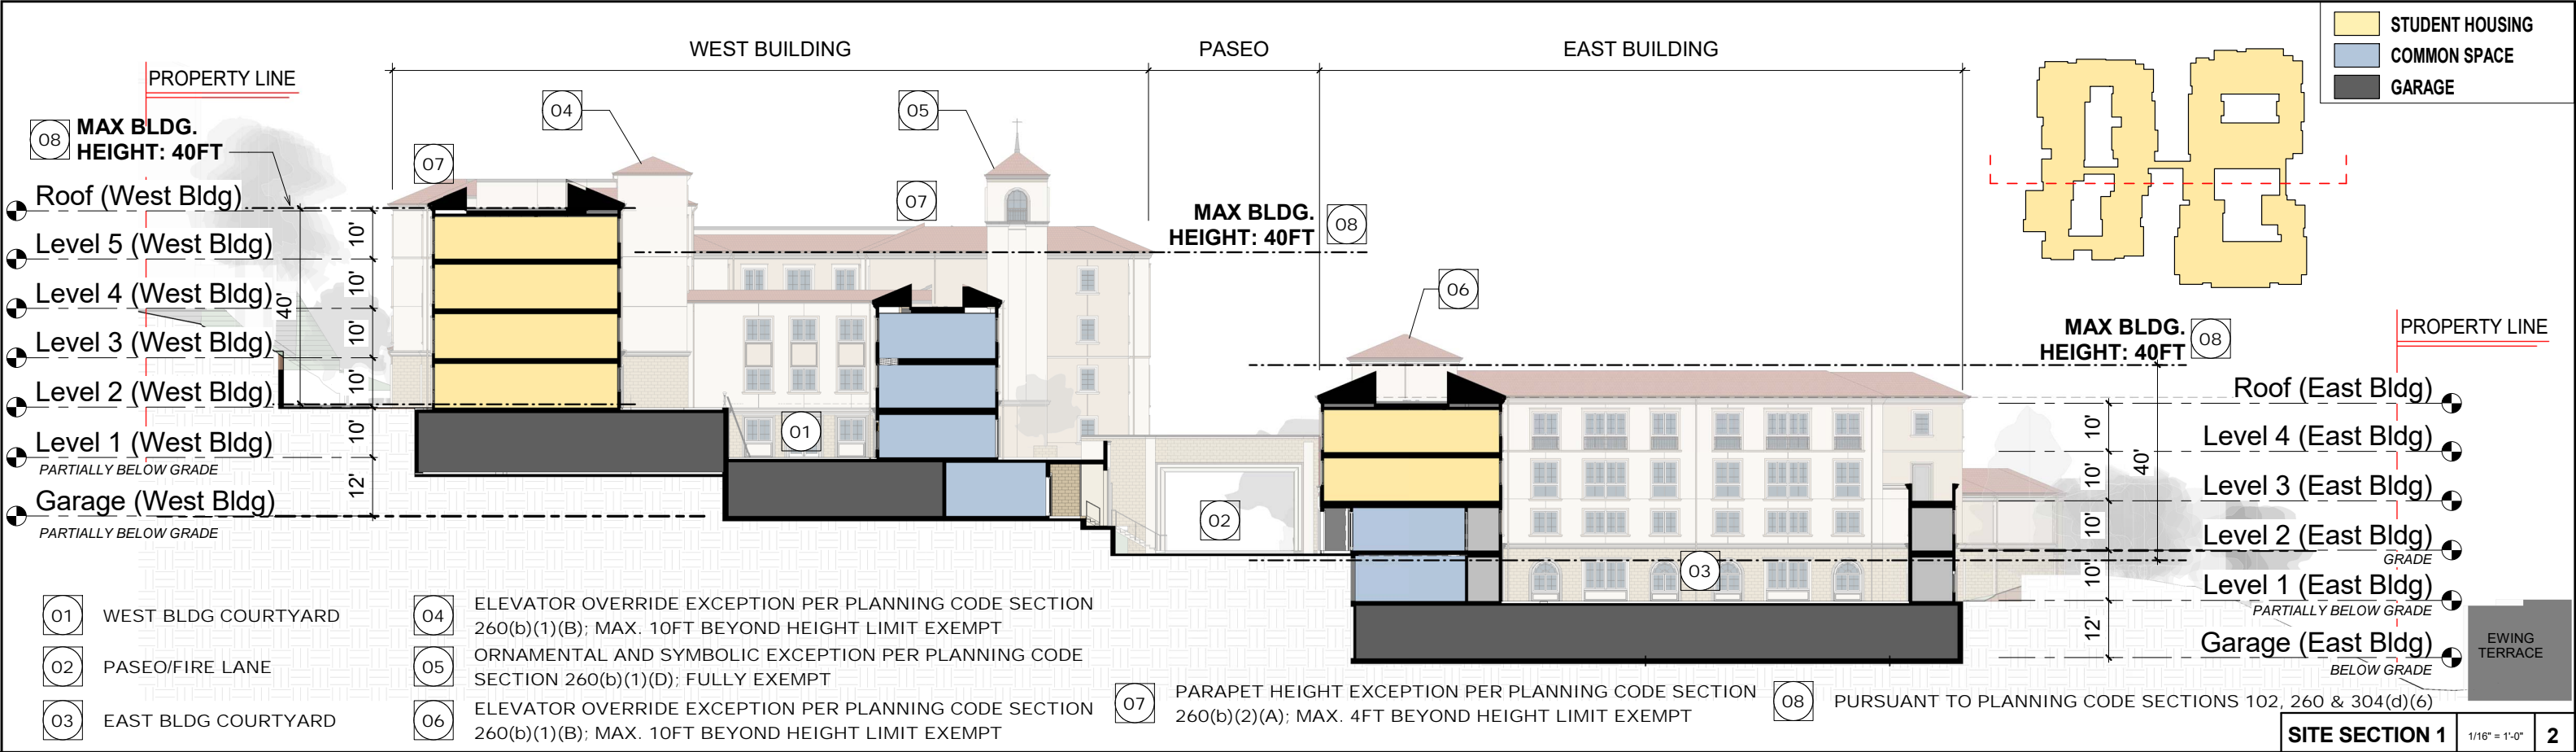 WEST BUILDING
PASEO
EAST BUILDING
STUDENT HOUSING
COMMON SPACE
GARAGE
PROPERTY LINE
08
MAX BLDG.
HEIGHT: 40FT
07
04
05
07
Roof (West Bldg)
Level 5 (West Bldg)
Level 4 (West Bldg)
Level 3 (West Bldg)
Level 2 (West Bldg)
Level 1 (West Bldg)
PARTIALLY BELOW GRADE
Garage (West Bldg)
PARTIALLY BELOW GRADE
40'
10'
10'
10'
10'
10'
12'
MAX BLDG.
HEIGHT: 40FT
08
06
01
02
03
MAX BLDG.
HEIGHT: 40FT
08
PROPERTY LINE
Roof (East Bldg)
Level 4 (East Bldg)
Level 3 (East Bldg)
Level 2 (East Bldg)
GRADE
Level 1 (East Bldg)
PARTIALLY BELOW GRADE
Garage (East Bldg)
BELOW GRADE
10'
10'
10'
10'
12'
40'
EWING
TERRACE
01 WEST BLDG COURTYARD
02 PASEO/FIRE LANE
03 EAST BLDG COURTYARD
04 ELEVATOR OVERRIDE EXCEPTION PER PLANNING CODE SECTION
260(b)(1)(B); MAX. 10FT BEYOND HEIGHT LIMIT EXEMPT
05 ORNAMENTAL AND SYMBOLIC EXCEPTION PER PLANNING CODE
SECTION 260(b)(1)(D); FULLY EXEMPT
06 ELEVATOR OVERRIDE EXCEPTION PER PLANNING CODE SECTION
260(b)(1)(B); MAX. 10FT BEYOND HEIGHT LIMIT EXEMPT
07 PARAPET HEIGHT EXCEPTION PER PLANNING CODE SECTION
260(b)(2)(A); MAX. 4FT BEYOND HEIGHT LIMIT EXEMPT
08 PURSUANT TO PLANNING CODE SECTIONS 102, 260 & 304(d)(6)
SITE SECTION 1
1/16" = 1'-0"
2